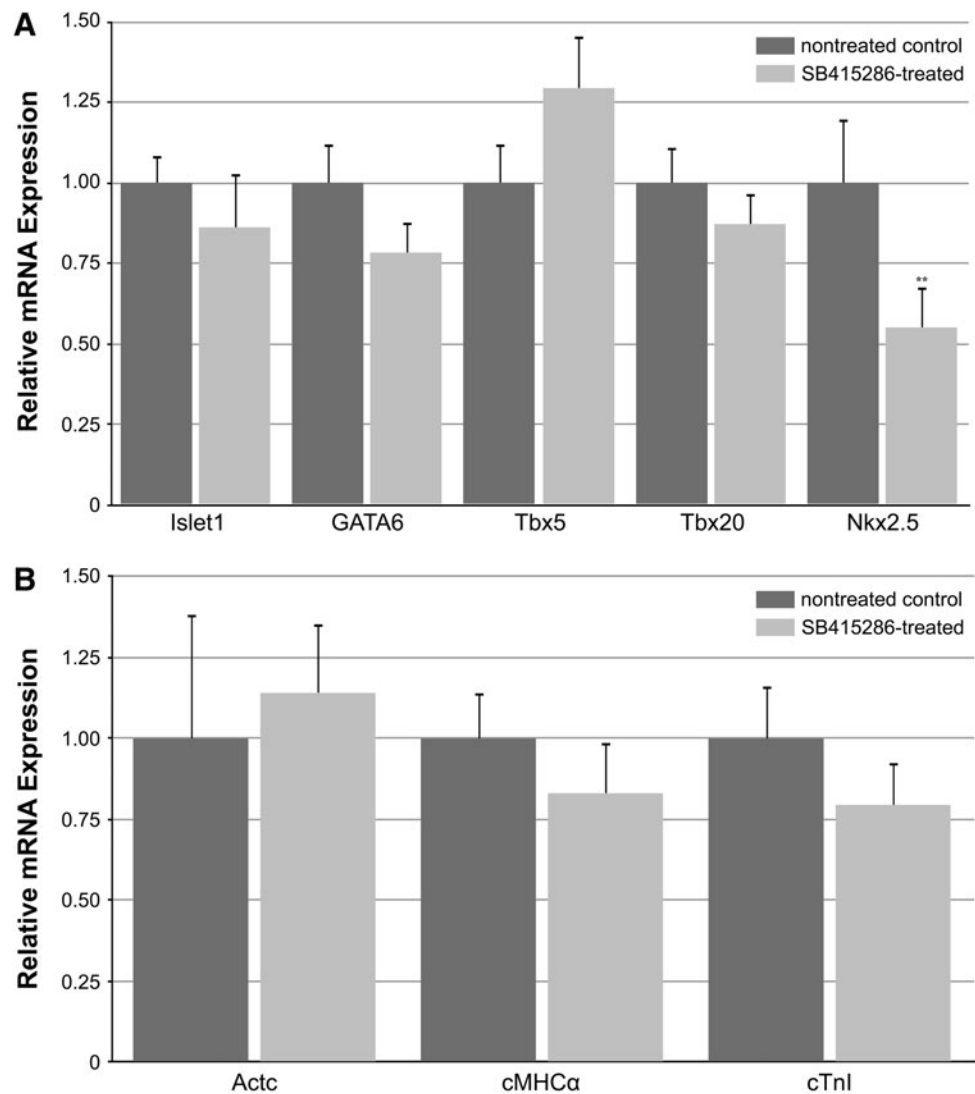 A
1.50
nontreated control
SB415286-treated
1.25
1.00
0.75
**
0.50
0.25
0
Relative mRNA Expression
Islet1 GATA6 Tbx5 Tbx20 Nkx2.5
B
1.50
nontreated control
SB415286-treated
1.25
1.00
0.75
0.50
0.25
0
Relative mRNA Expression
Actc cMHCα cTnI